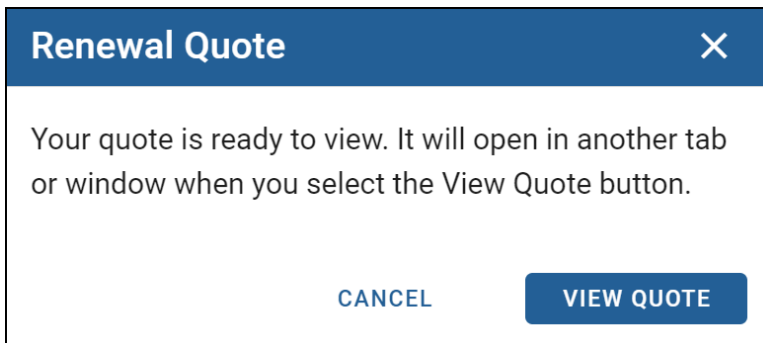 Renewal Quote
Your quote is ready to view. It will open in another tab
or window when you select the View Quote button.
CANCEL
VIEW QUOTE